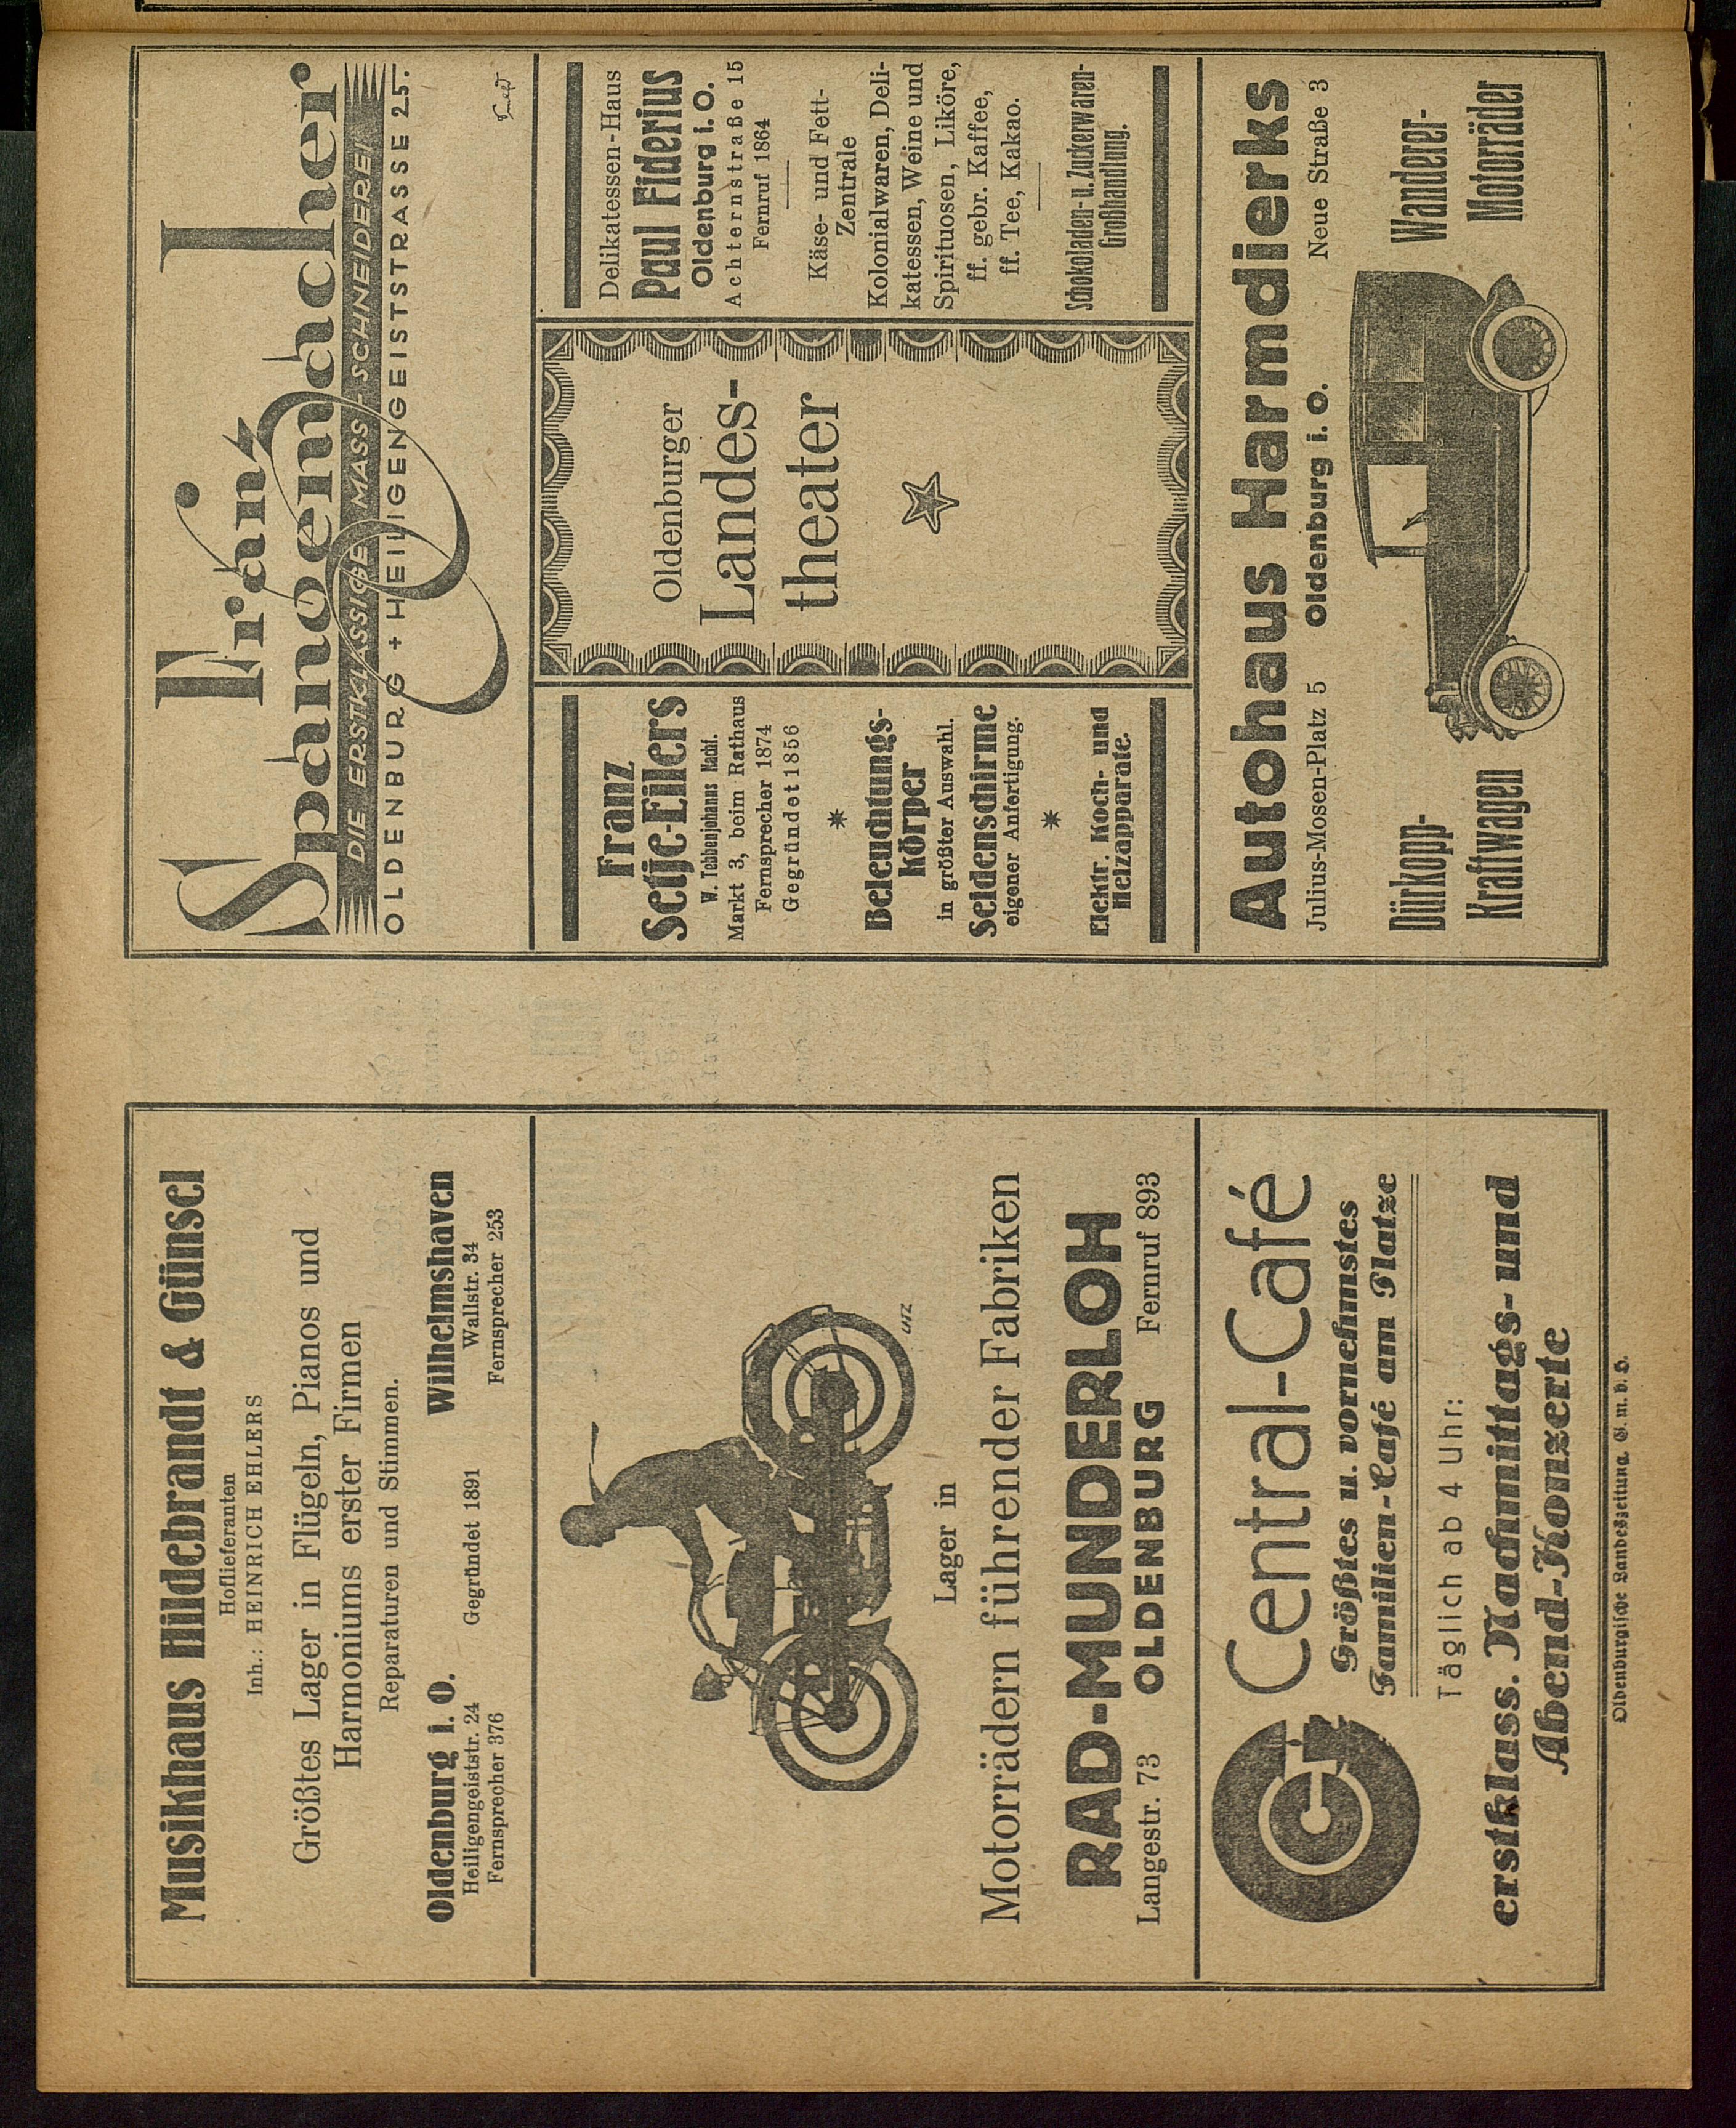 Musikhaus Hildebrandt & Günsel
Hoflieferanten
Inh.: HEINRICH EHLERS
Größtes Lager in Flügeln, Pianos und
Harmoniums erster Firmen
Reparaturen und Stimmen.
Oldenburg i. O.
Heiligengeiststr. 24
Fernsprecher 376
Gegründet 1891
Wilhelmshaven
Wallstr. 34
Fernsprecher 253
UTZ
Lager in
Motorrädern führender Fabriken
RAD-MUNDERLOH
Langestr. 73 OLDENBURG Fernruf 893
Central-Café
Größtes u. vornehmstes
Familien-Café am Platze
Täglich ab 4 Uhr:
erstklass. Nachmittags- und
Abend-Konzerte
Oldenburgische Landeszeitung, G. m. b. H.
Franz
Spanoemacher
DIE ERSTKLASSIGE MASS-SCHNEIDEREI
OLDENBURG + HEILIGENGEISTSTRASSE 25.
Franz
Setje-Eilers
W. Tebbenjohanns Nachf.
Markt 3, beim Rathaus
Fernsprecher 1874
Gegründet 1856
Beleuchtungs-
Körper
in größter Auswahl.
Seidenschirme
eigener Anfertigung.
Elektr. Koch- und
Heizapparate.
Oldenburger
Landes-
theater
Delikatessen-Haus
Paul Fiderius
Oldenburg i. O.
Achternstraße 15
Fernruf 1864
Käse- und Fett-
Zentrale
Kolonialwaren, Deli-
katessen, Weine und
Spirituosen, Liköre,
ff. gebr. Kaffee,
ff. Tee, Kakao.
Schokoladen- u. Zuckerwaren-
Großhandlung.
Autohaus Harmdierks
Julius-Mosen-Platz 5 Oldenburg i. O. Neue Straße 3
Dürkopp-
Kraftwagen
Wanderer-
Motorräder